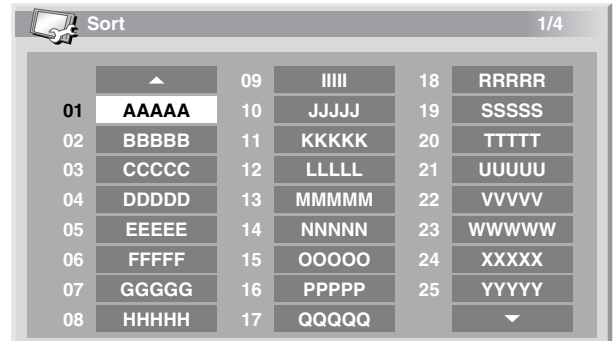 Sort 1/4
09 IIIII 18 RRRRR
01 AAAAA 10 JJJJJ 19 SSSSS
02 BBBBB 11 KKKKK 20 TTTTT
03 CCCCC 12 LLLLL 21 UUUUU
04 DDDDD 13 MMMMM 22 VVVVV
05 EEEEE 14 NNNNN 23 WWWWW
06 FFFFF 15 OOOOO 24 XXXXX
07 GGGGG 16 PPPPP 25 YYYYY
08 HHHHH 17 QQQQQ